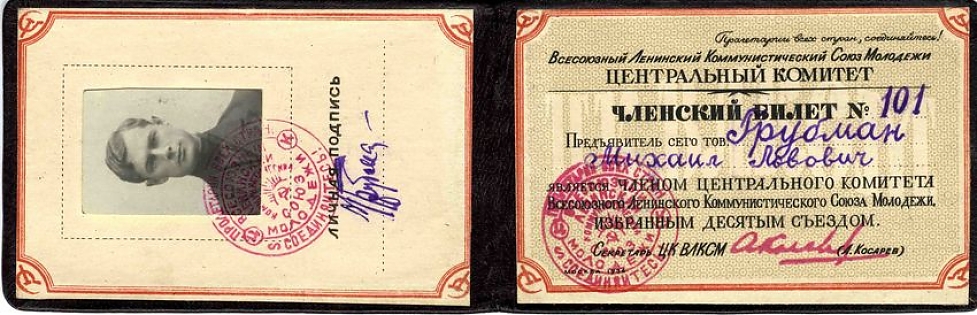 ЛИЧНАЯ ПОДПИСЬ
Пролетарии всех стран, соединяйтесь!
Всесоюзный Ленинский Коммунистический Союз Молодежи
ЦЕНТРАЛЬНЫЙ КОМИТЕТ
ЧЛЕНСКИЙ БИЛЕТ № 101
Предъявитель сего тов. Грубман
Михаил Львович
является членом Центрального Комитета
Всесоюзного Ленинского Коммунистического Союза Молодежи,
избранным десятым съездом.
Секретарь ЦК ВЛКСМ (А. Косарев)